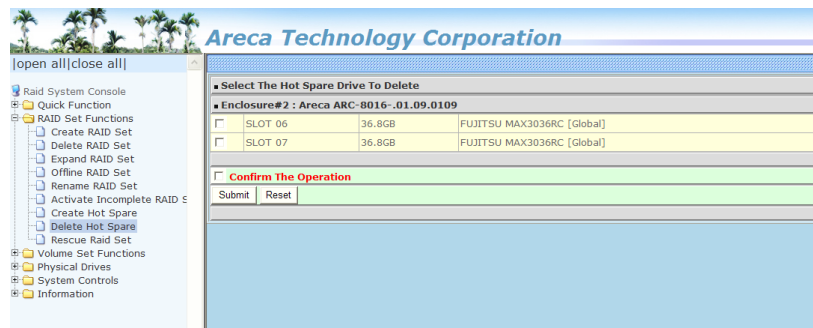 Areca Technology Corporation
|open all|close all|
Raid System Console
Quick Function
RAID Set Functions
Create RAID Set
Delete RAID Set
Expand RAID Set
Offline RAID Set
Rename RAID Set
Activate Incomplete RAID S
Create Hot Spare
Delete Hot Spare
Rescue Raid Set
Volume Set Functions
Physical Drives
System Controls
Information
Select The Hot Spare Drive To Delete
Enclosure#2 : Areca ARC-8016-.01.09.0109
SLOT 06 36.8GB FUJITSU MAX3036RC [Global]
SLOT 07 36.8GB FUJITSU MAX3036RC [Global]
Confirm The Operation
Submit Reset